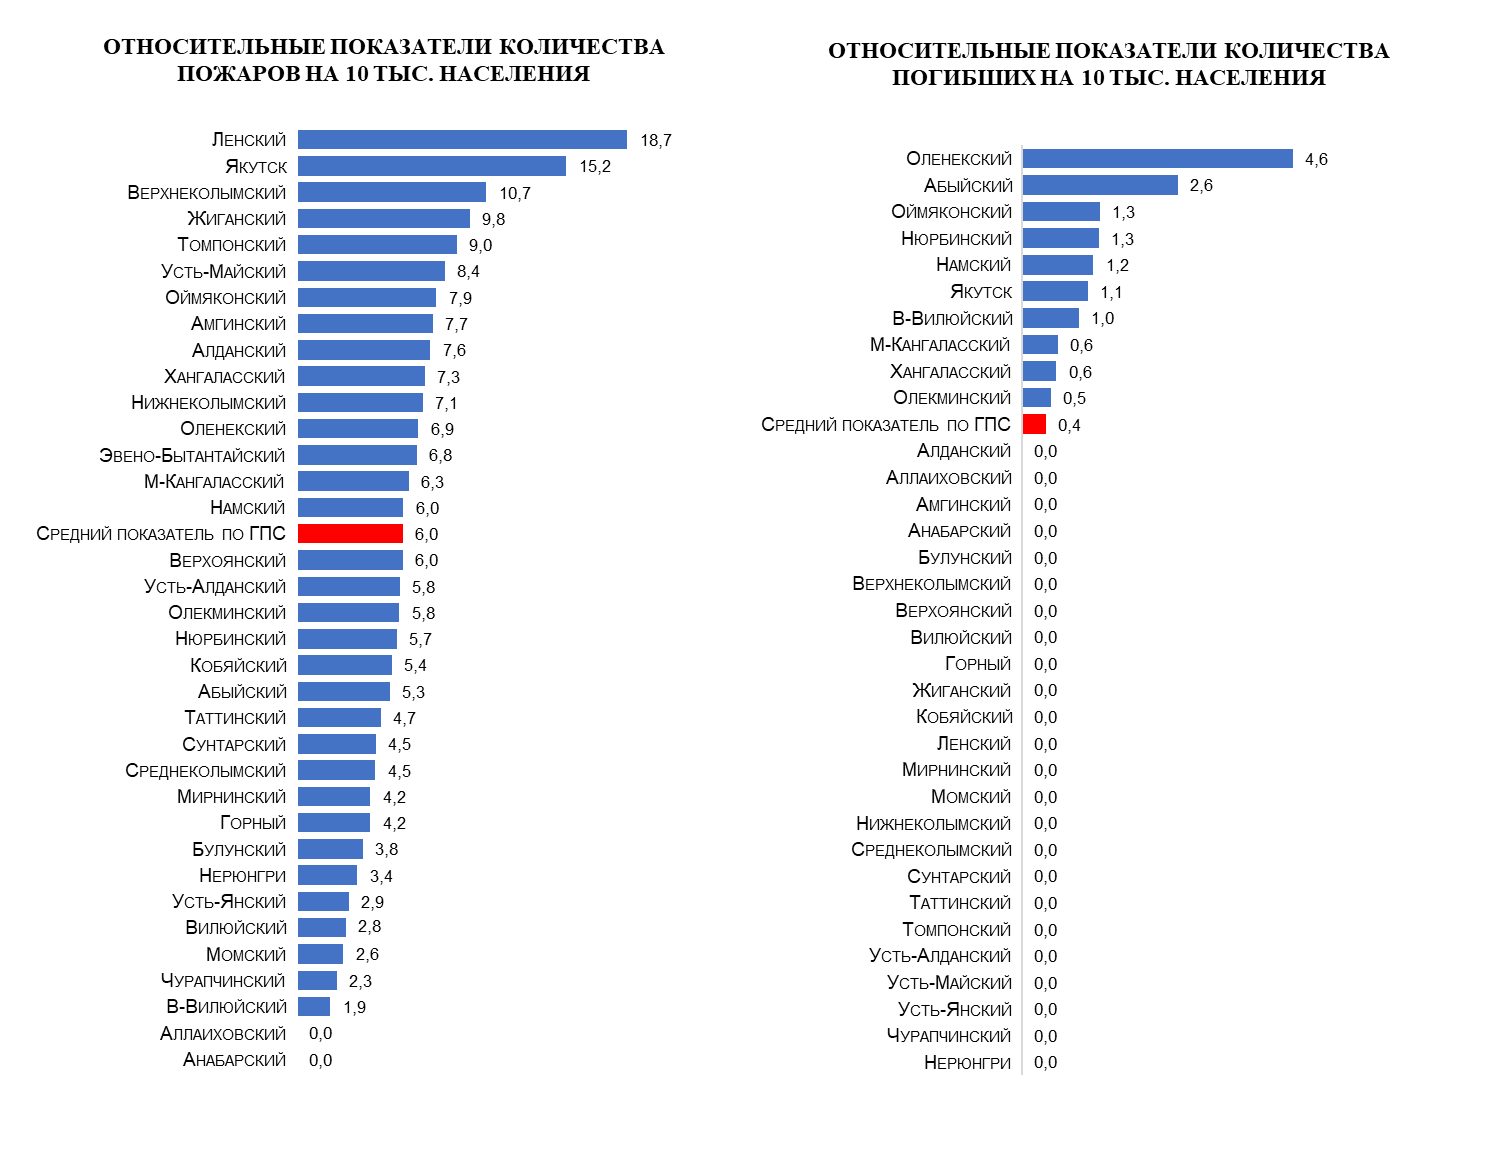 ОТНОСИТЕЛЬНЫЕ ПОКАЗАТЕЛИ КОЛИЧЕСТВА
ПОЖАРОВ НА 10 ТЫС. НАСЕЛЕНИЯ
ЛЕНСКИЙ 18,7
ЯКУТСК 15,2
ВЕРХНЕКОЛЫМСКИЙ 10,7
ЖИГАНСКИЙ 9,8
ТОМПОНСКИЙ 9,0
УСТЬ-МАЙСКИЙ 8,4
ОЙМЯКОНСКИЙ 7,9
АМГИНСКИЙ 7,7
АЛДАНСКИЙ 7,6
ХАНГАЛАССКИЙ 7,3
НИЖНЕКОЛЫМСКИЙ 7,1
ОЛЕНЕКСКИЙ 6,9
ЭВЕНО-БЫТАНТАЙСКИЙ 6,8
М-КАНГАЛАССКИЙ 6,3
НАМСКИЙ 6,0
СРЕДНИЙ ПОКАЗАТЕЛЬ ПО ГПС 6,0
ВЕРХОЯНСКИЙ 6,0
УСТЬ-АЛДАНСКИЙ 5,8
ОЛЕКМИНСКИЙ 5,8
НЮРБИНСКИЙ 5,7
КОБЯЙСКИЙ 5,4
АБЫЙСКИЙ 5,3
ТАТТИНСКИЙ 4,7
СУНТАРСКИЙ 4,5
СРЕДНЕКОЛЫМСКИЙ 4,5
МИРНИНСКИЙ 4,2
ГОРНЫЙ 4,2
БУЛУНСКИЙ 3,8
НЕРЮНГРИ 3,4
УСТЬ-ЯНСКИЙ 2,9
ВИЛЮЙСКИЙ 2,8
МОМСКИЙ 2,6
ЧУРАПЧИНСКИЙ 2,3
В-ВИЛЮЙСКИЙ 1,9
АЛЛАИХОВСКИЙ 0,0
АНАБАРСКИЙ 0,0
ОТНОСИТЕЛЬНЫЕ ПОКАЗАТЕЛИ КОЛИЧЕСТВА
ПОГИБШИХ НА 10 ТЫС. НАСЕЛЕНИЯ
ОЛЕНЕКСКИЙ 4,6
АБЫЙСКИЙ 2,6
ОЙМЯКОНСКИЙ 1,3
НЮРБИНСКИЙ 1,3
НАМСКИЙ 1,2
ЯКУТСК 1,1
В-ВИЛЮЙСКИЙ 1,0
М-КАНГАЛАССКИЙ 0,6
ХАНГАЛАССКИЙ 0,6
ОЛЕКМИНСКИЙ 0,5
СРЕДНИЙ ПОКАЗАТЕЛЬ ПО ГПС 0,4
АЛДАНСКИЙ 0,0
АЛЛАИХОВСКИЙ 0,0
АМГИНСКИЙ 0,0
АНАБАРСКИЙ 0,0
БУЛУНСКИЙ 0,0
ВЕРХНЕКОЛЫМСКИЙ 0,0
ВЕРХОЯНСКИЙ 0,0
ВИЛЮЙСКИЙ 0,0
ГОРНЫЙ 0,0
ЖИГАНСКИЙ 0,0
КОБЯЙСКИЙ 0,0
ЛЕНСКИЙ 0,0
МИРНИНСКИЙ 0,0
МОМСКИЙ 0,0
НИЖНЕКОЛЫМСКИЙ 0,0
СРЕДНЕКОЛЫМСКИЙ 0,0
СУНТАРСКИЙ 0,0
ТАТТИНСКИЙ 0,0
ТОМПОНСКИЙ 0,0
УСТЬ-АЛДАНСКИЙ 0,0
УСТЬ-МАЙСКИЙ 0,0
УСТЬ-ЯНСКИЙ 0,0
ЧУРАПЧИНСКИЙ 0,0
НЕРЮНГРИ 0,0